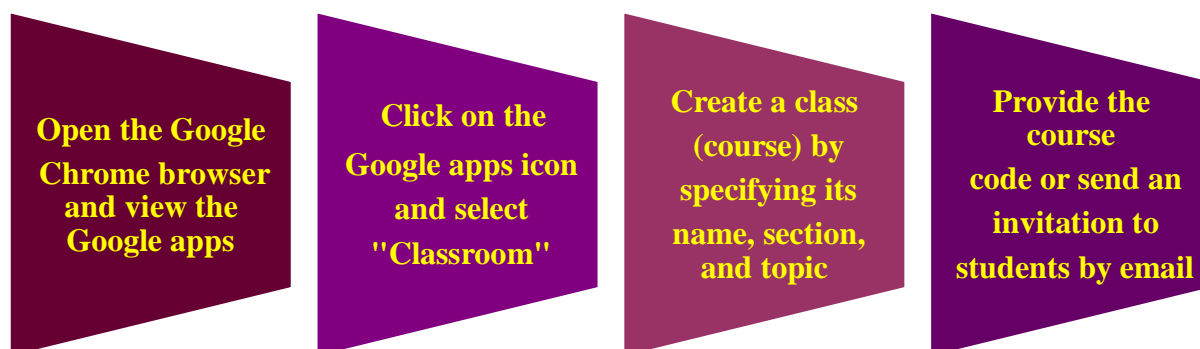 Open the Google
Chrome browser
and view the
Google apps
Click on the
Google apps icon
and select
"Classroom"
Create a class
(course) by
specifying its
name, section,
and topic
Provide the
course
code or send an
invitation to
students by email